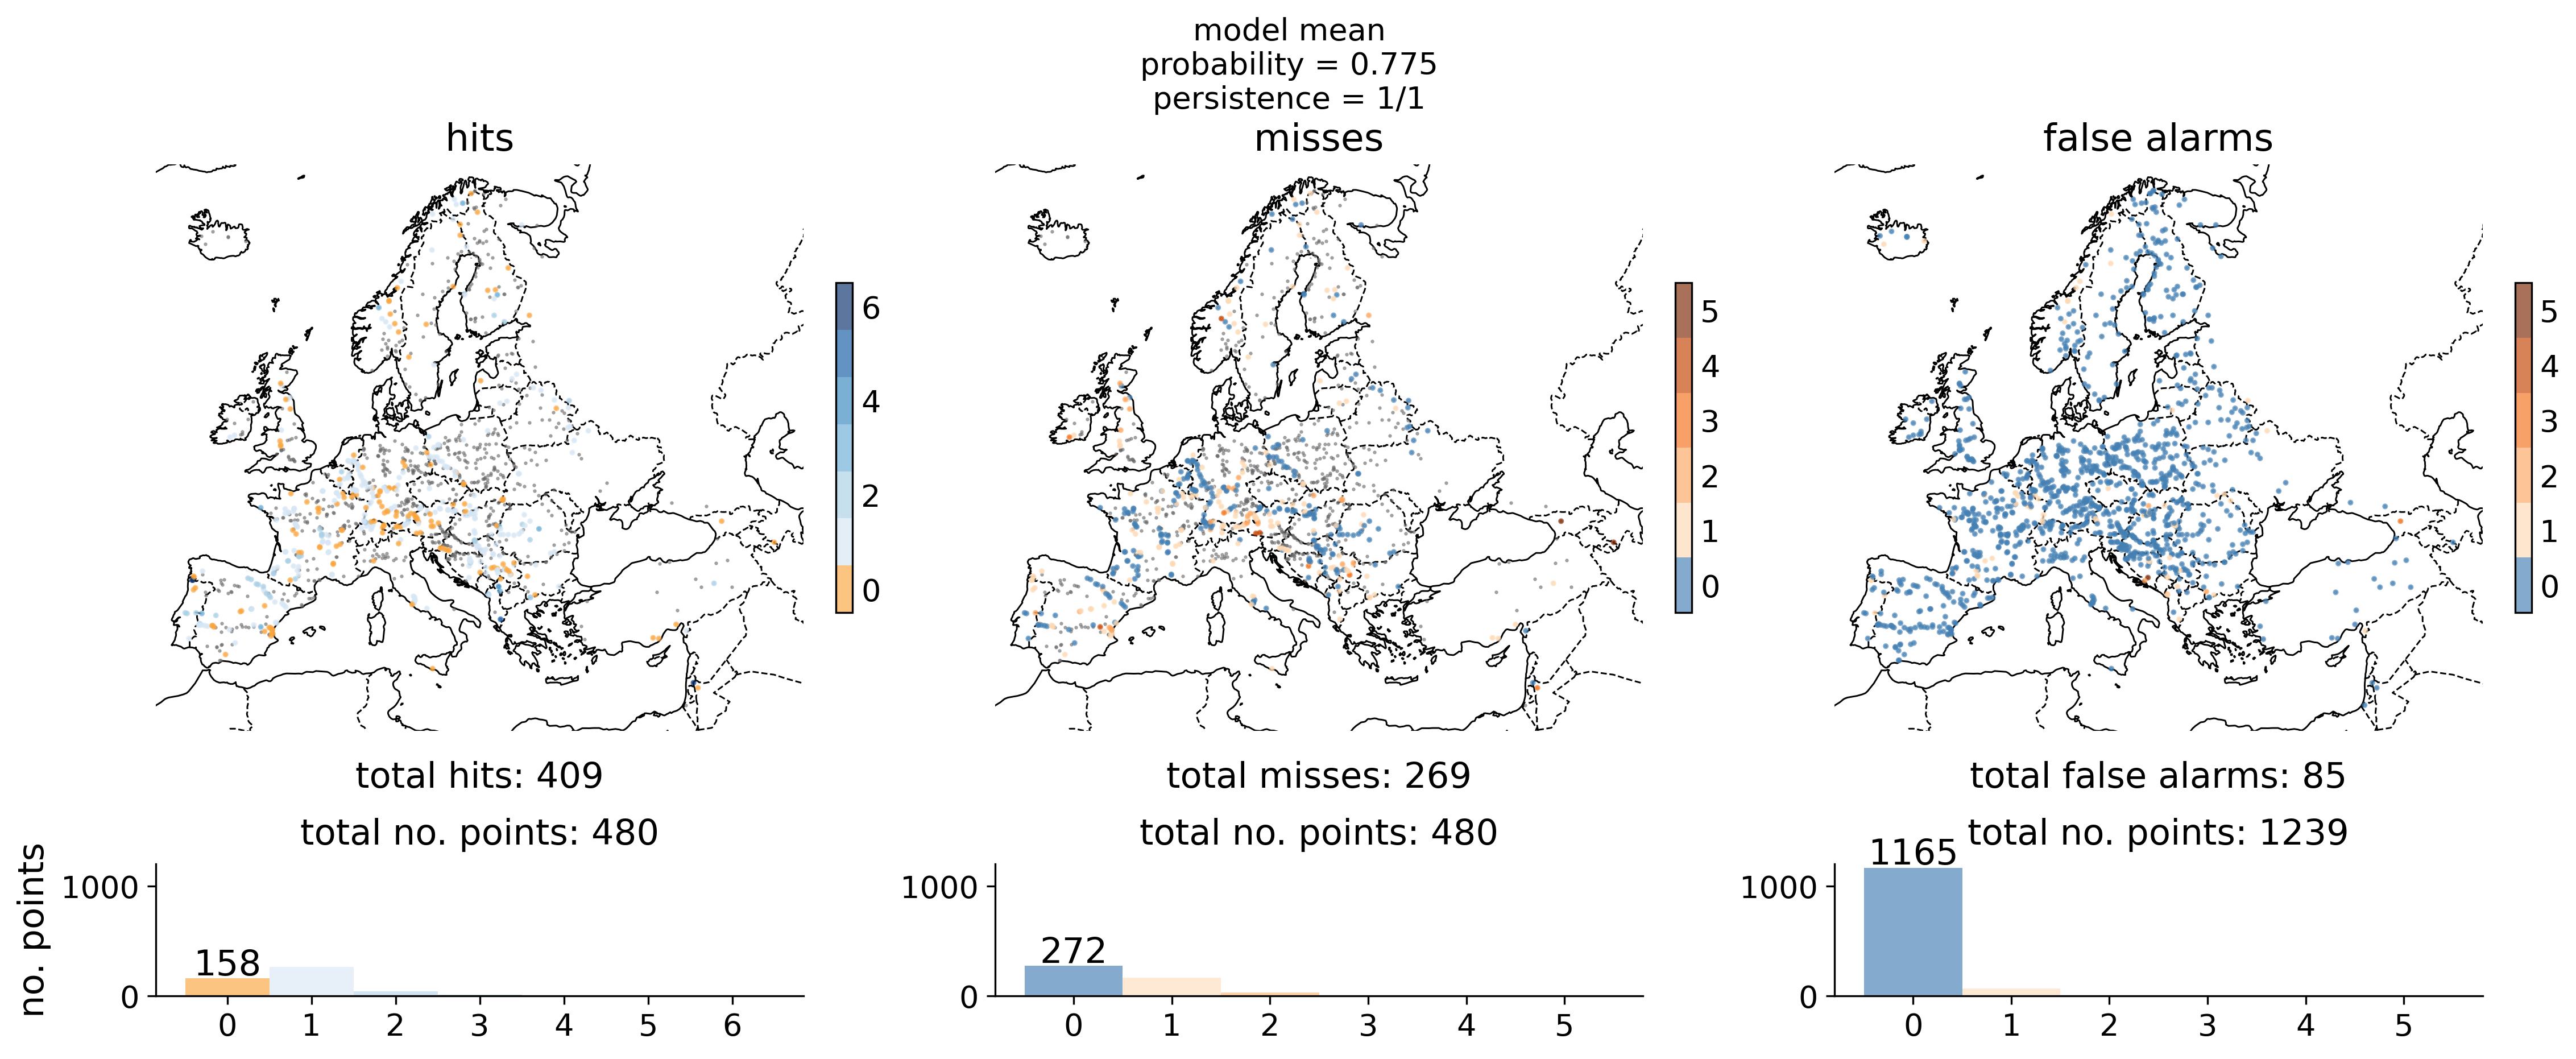 model mean
probability = 0.775
persistence = 1/1
hits
misses
false alarms
6
4
2
0
5
4
3
2
1
0
5
4
3
2
1
0
total hits: 409
total misses: 269
total false alarms: 85
total no. points: 480
total no. points: 480
total no. points: 1239
no. points
1000
0
158
0 1 2 3 4 5 6
1000
0
272
0 1 2 3 4 5
1000
0
1165
0 1 2 3 4 5